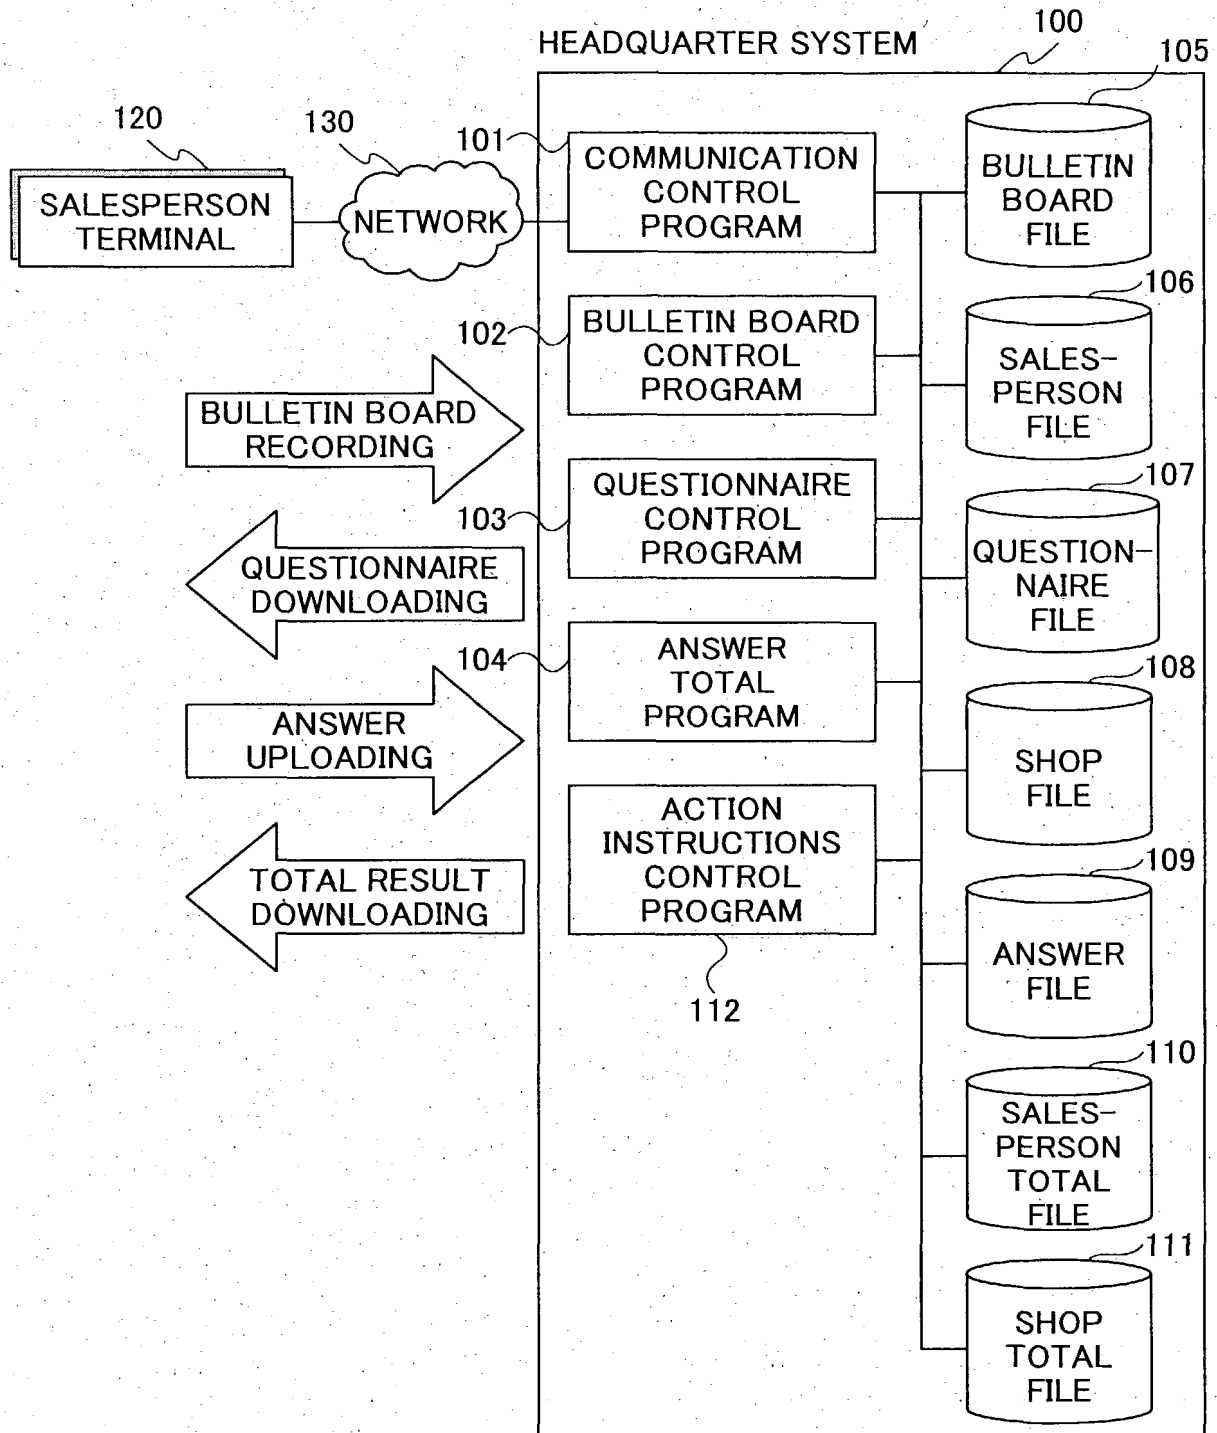 HEADQUARTER SYSTEM
100
105
120
130
101
SALESPERSON
TERMINAL
NETWORK
COMMUNICATION
CONTROL
PROGRAM
BULLETIN
BOARD
FILE
102
BULLETIN BOARD
CONTROL
PROGRAM
106
SALES-
PERSON
FILE
BULLETIN BOARD
RECORDING
103
QUESTIONNAIRE
CONTROL
PROGRAM
107
QUESTION-
NAIRE
FILE
QUESTIONNAIRE
DOWNLOADING
104
ANSWER
TOTAL
PROGRAM
108
SHOP
FILE
ANSWER
UPLOADING
ACTION
INSTRUCTIONS
CONTROL
PROGRAM
112
109
ANSWER
FILE
TOTAL RESULT
DOWNLOADING
110
SALES-
PERSON
TOTAL
FILE
111
SHOP
TOTAL
FILE